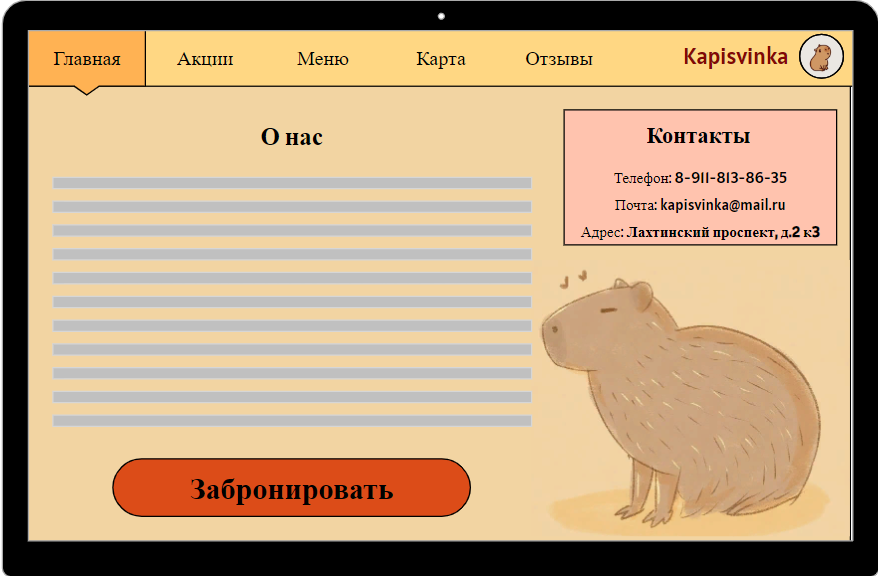 Главная Акции Меню Карта Отзывы Kapisvinka
О нас
Контакты
Телефон: 8-911-813-86-35
Почта: kapisvinka@mail.ru
Адрес: Лахтинский проспект, д.2 к3
Забронировать